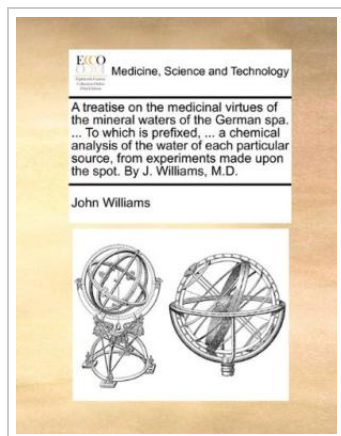 ECCO
Medicine, Science and Technology
A treatise on the medicinal virtues of
the mineral waters of the German spa.
... To which is prefixed, ... a chemical
analysis of the water of each particular
source, from experiments made upon
the spot. By J. Williams, M.D.
John Williams